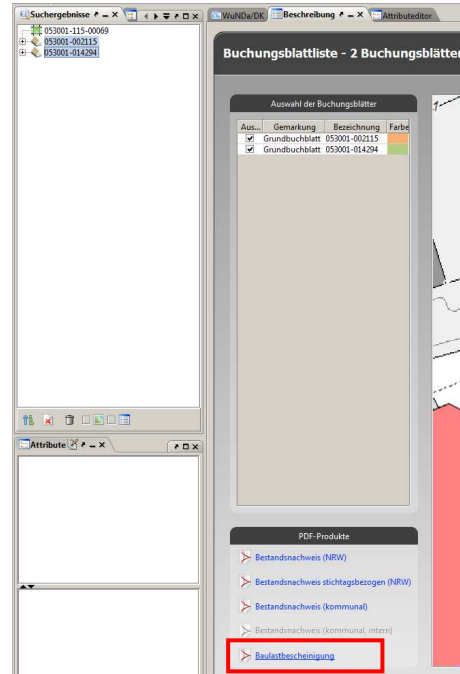 Suchergebnisse
053001-115-00069
053001-002115
053001-014294
Attribute
WuNDa/DK Beschreibung Attributeditor
Buchungsblattliste - 2 Buchungsblätter
Auswahl der Buchungsblätter
Aus... Gemarkung Bezeichnung Farbe
Grundbuchblatt 053001-002115
Grundbuchblatt 053001-014294
PDF-Produkte
Bestandsnachweis (NRW)
Bestandsnachweis stichtagsbezogen (NRW)
Bestandsnachweis (kommunal)
Bestandsnachweis (kommunal, intern)
Baulastbescheinigung